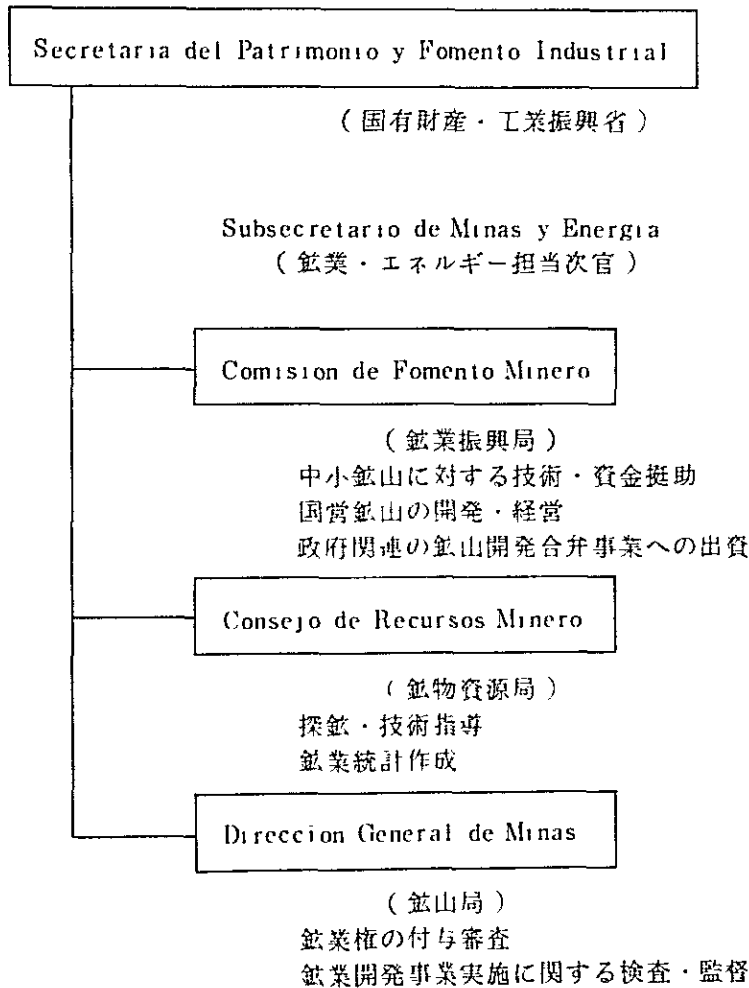 Secretaria del Patrimonio y Fomento Industrial
（国有財産・工業振興省）
Subsecretario de Minas y Energia
（鉱業・エネルギー担当次官）
Comision de Fomento Minero
（鉱業振興局）
中小鉱山に対する技術・資金援助
国営鉱山の開発・経営
政府関連の鉱山開発合弁事業への出資
Consejo de Recursos Minero
（鉱物資源局）
探鉱・技術指導
鉱業統計作成
Direccion General de Minas
（鉱山局）
鉱業権の付与審査
鉱業開発事業実施に関する検査・監督